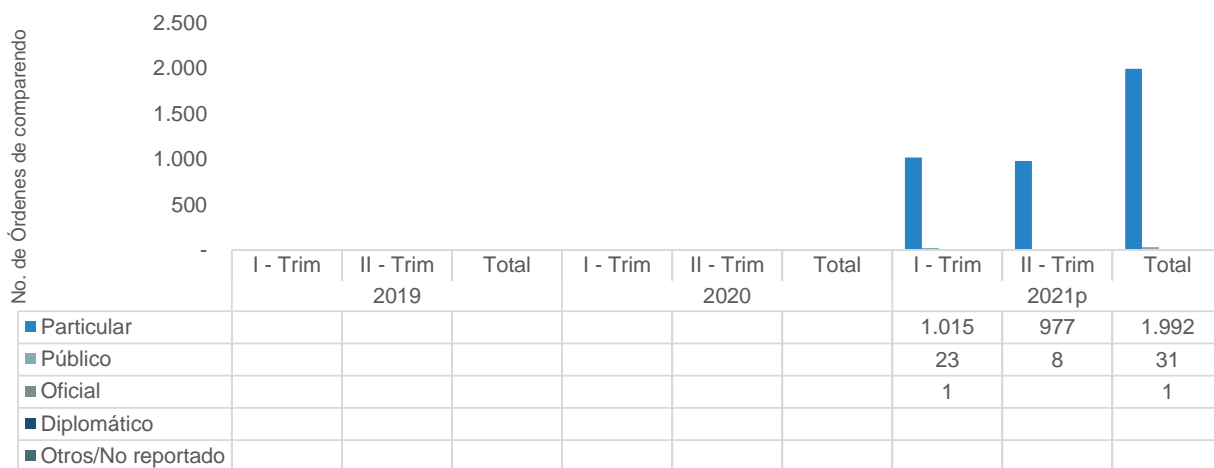 No. de Órdenes de comparendo
2.500
2.000
1.500
1.000
500
-
I - Trim II - Trim Total I - Trim II - Trim Total I - Trim II - Trim Total
2019 2020 2021p
Particular 1.015 977 1.992
Público 23 8 31
Oficial 1 1
Diplomático
Otros/No reportado